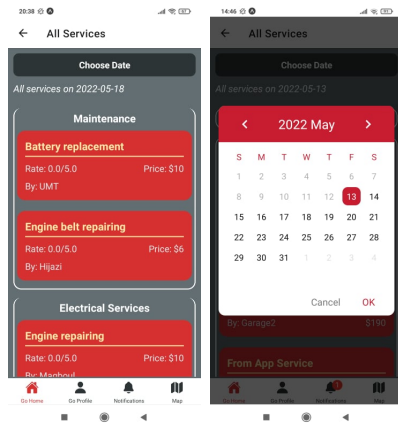 20:38
All Services
Choose Date
All services on 2022-05-18
Maintenance
Battery replacement
Rate: 0.0/5.0 Price: $10
By: UMT
Engine belt repairing
Rate: 0.0/5.0 Price: $6
By: Hijazi
Electrical Services
Engine repairing
Rate: 0.0/5.0 Price: $10
By: Manhoul
Go Home Go Profile Notifications Map
14:46
All Services
Choose Date
All services on 2022-05-13
2022 May
S M T W T F S
1 2 3 4 5 6 7
8 9 10 11 12 13 14
15 16 17 18 19 20 21
22 23 24 25 26 27 28
29 30 31 1 2 3 4
Cancel OK
By: Garage2 $190
From App Service
Go Home Go Profile Notifications Map